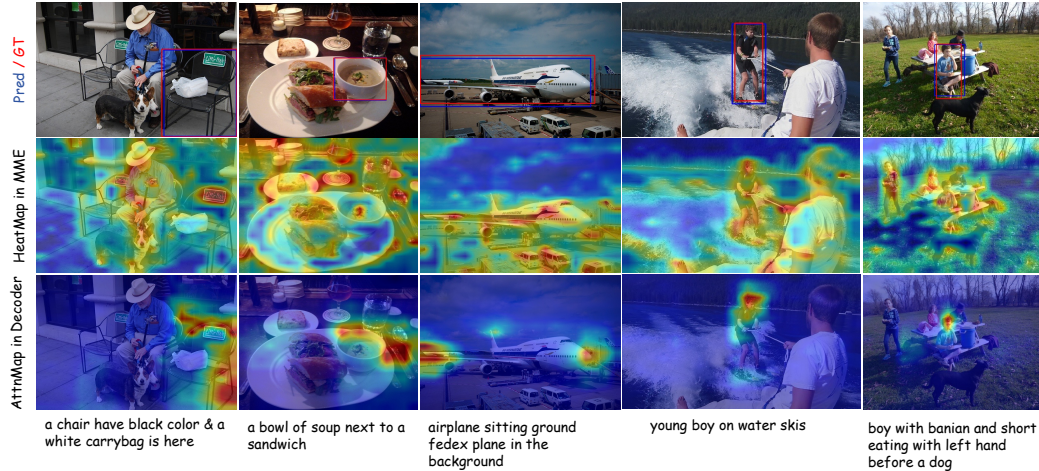 Pred / GT
HeatMap in MME
AttnMap in Decoder
a chair have black color & a
white carrybag is here
a bowl of soup next to a
sandwich
airplane sitting ground
fedex plane in the
background
young boy on water skis
boy with banian and short
eating with left hand
before a dog